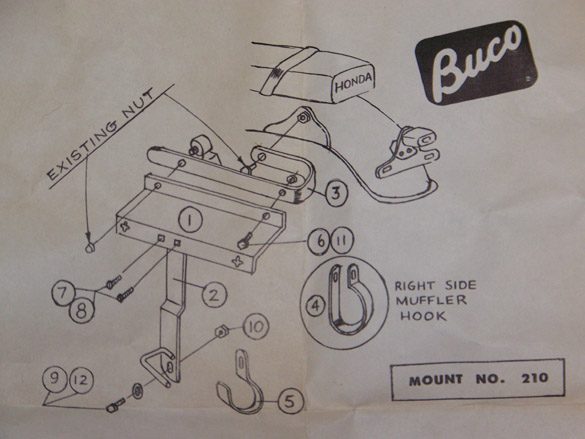 Buco
HONDA
EXISTING NUT
3
1
6 11
2
4
RIGHT SIDE
MUFFLER
HOOK
7
8
10
9 12
5
MOUNT NO. 210